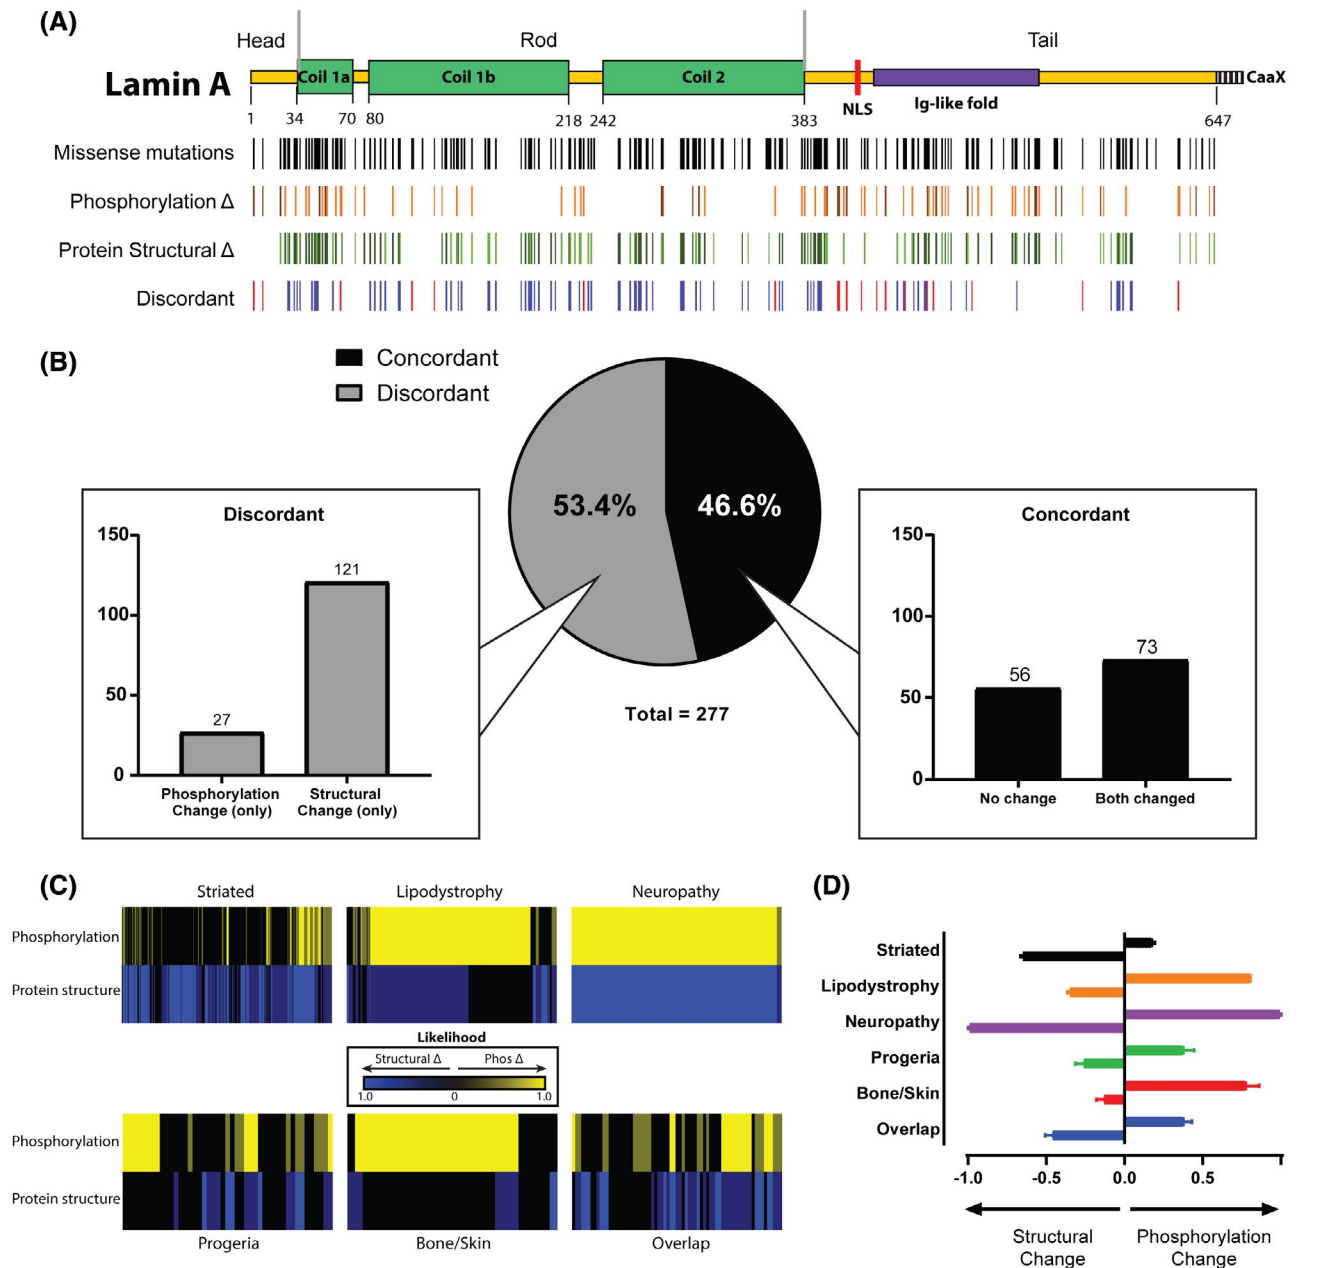 (A)
Head
Rod
Tail
Lamin A
Coil 1a
Coil 1b
Coil 2
NLS
Ig-like fold
CaaX
1
34
70
80
218
242
383
647
Missense mutations
Phosphorylation Δ
Protein Structural Δ
Discordant
(B)
Concordant
Discordant
53.4%
46.6%
Total = 277
Discordant
150
100
50
0
27
121
Phosphorylation
Change (only)
Structural
Change (only)
Concordant
150
100
50
0
56
73
No change
Both changed
(C)
Striated
Lipodystrophy
Neuropathy
Phosphorylation
Protein structure
Likelihood
Structural Δ
Phos Δ
1.0
0
1.0
Phosphorylation
Protein structure
Progeria
Bone/Skin
Overlap
(D)
Striated
Lipodystrophy
Neuropathy
Progeria
Bone/Skin
Overlap
-1.0
-0.5
0.0
0.5
Structural
Change
Phosphorylation
Change